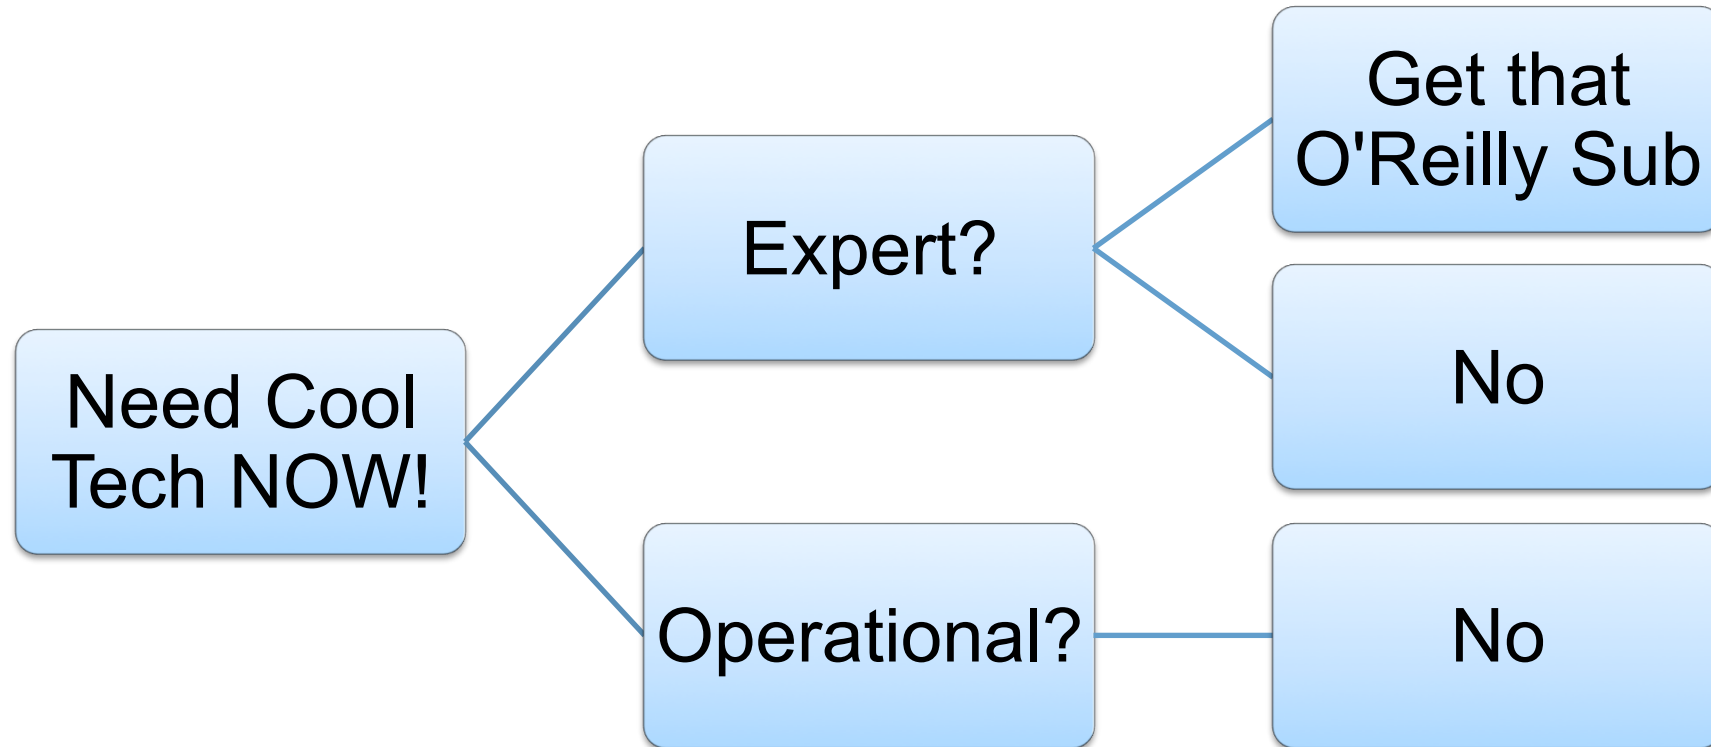 Need Cool
Tech NOW!
Expert?
Get that
O'Reilly Sub
No
Operational?
No